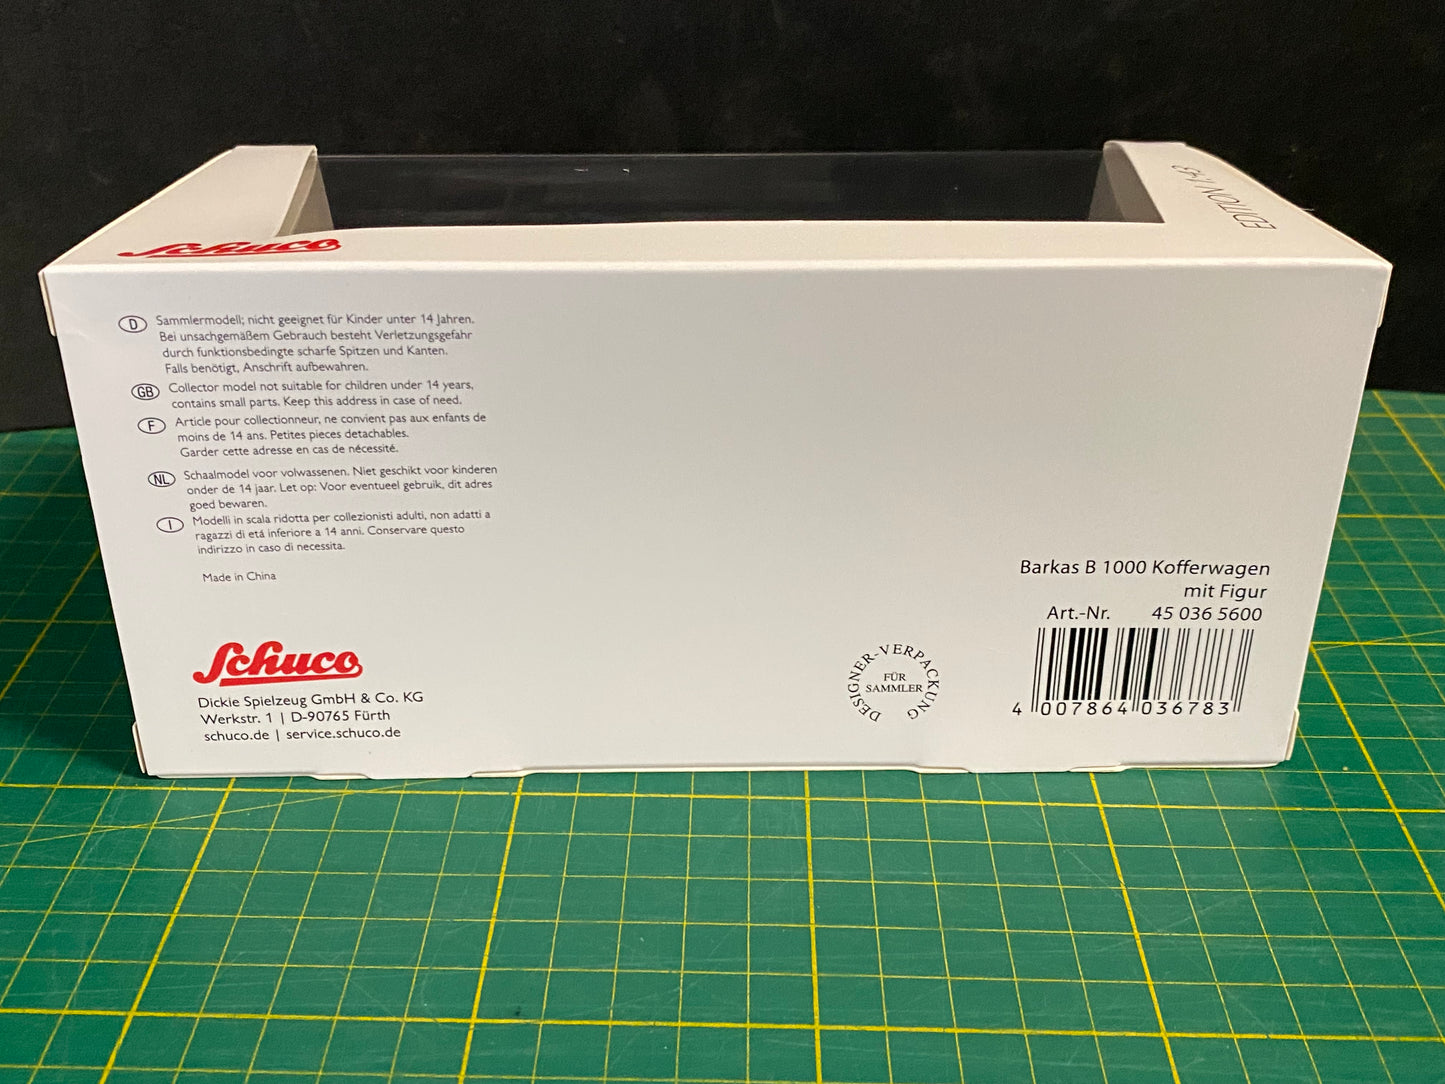 Schuco
EDITION 1:43
D Sammlermodell; nicht geeignet für Kinder unter 14 Jahren.
Bei unsachgemäßem Gebrauch besteht Verletzungsgefahr
durch funktionsbedingte scharfe Spitzen und Kanten.
Falls benötigt, Anschrift aufbewahren.
GB Collector model not suitable for children under 14 years,
contains small parts. Keep this address in case of need.
F Article pour collectionneur, ne convient pas aux enfants de
moins de 14 ans. Petites pieces detachables.
Garder cette adresse en cas de nécessité.
NL Schaalmodel voor volwassenen. Niet geschikt voor kinderen
onder de 14 jaar. Let op: Voor eventueel gebruik, dit adres
goed bewaren.
I Modelli in scala ridotta per collezionisti adulti, non adatti a
ragazzi di etá inferiore a 14 anni. Conservare questo
indirizzo in caso di necessita.
Made in China
Schuco
Dickie Spielzeug GmbH & Co. KG
Werkstr. 1 | D-90765 Fürth
schuco.de | service.schuco.de
DESIGNER-VERPACKUNG
FÜR
SAMMLER
Barkas B 1000 Kofferwagen
mit Figur
Art.-Nr. 45 036 5600
4 007864 036783